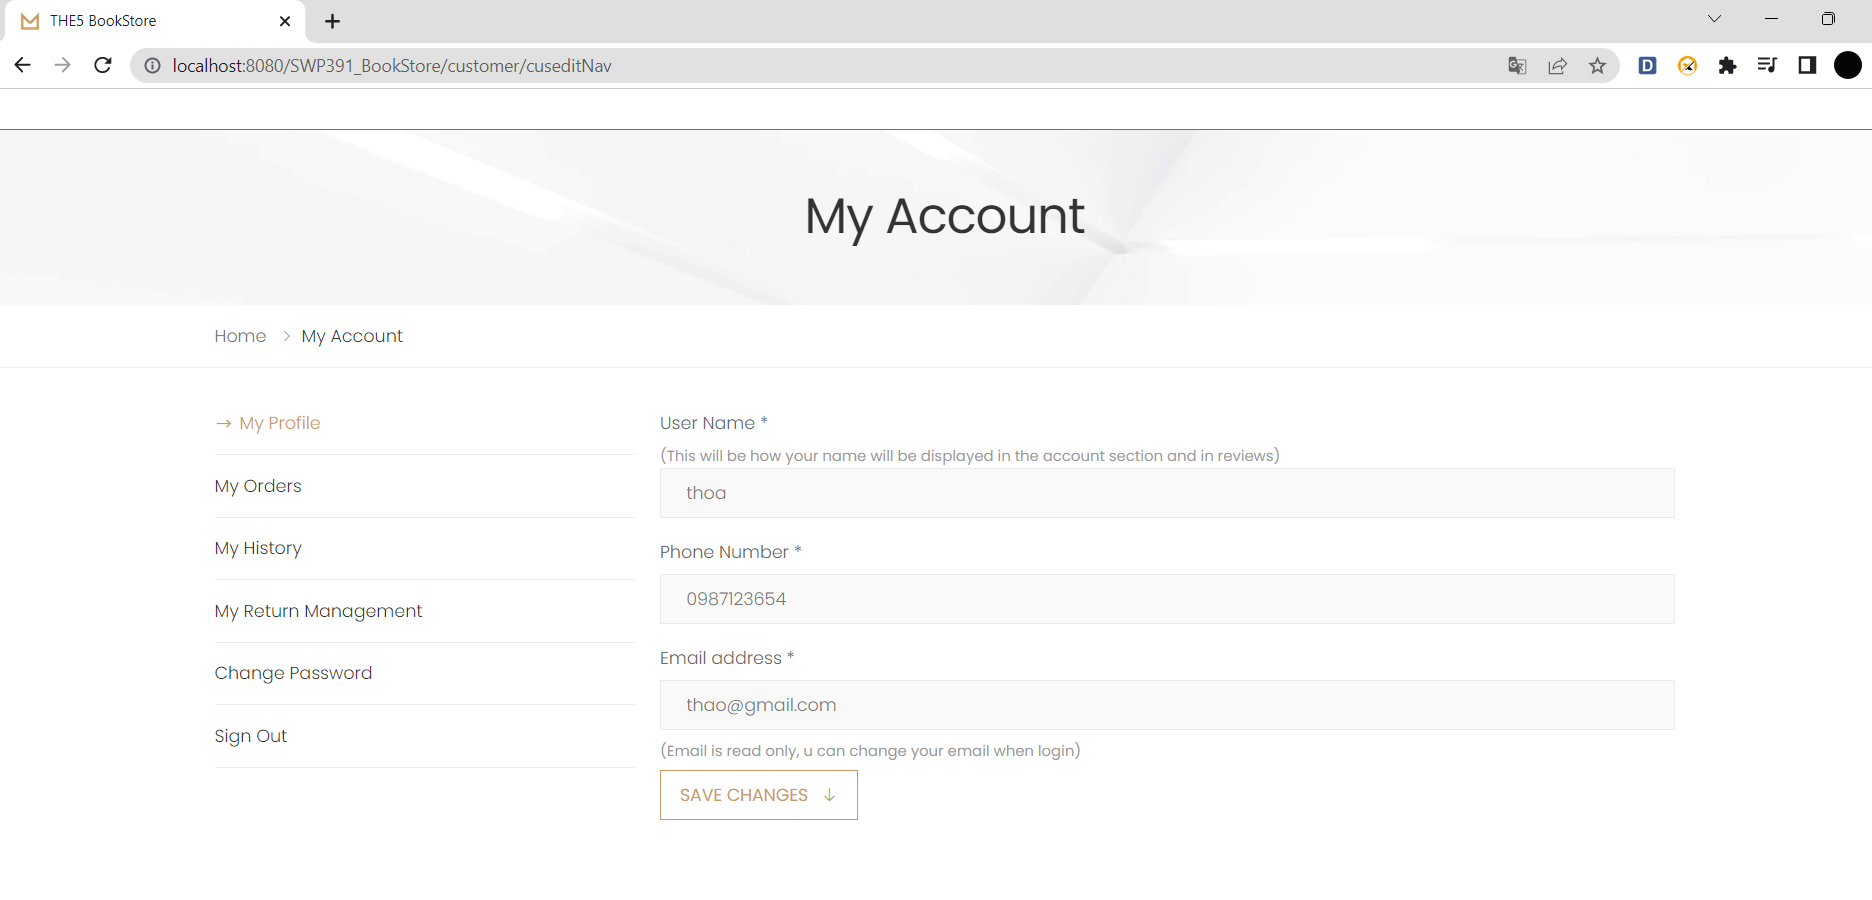 THE5 BookStore
localhost:8080/SWP391_BookStore/customer/cuseditNav
My Account
Home > My Account
→ My Profile
My Orders
My History
My Return Management
Change Password
Sign Out
User Name *
(This will be how your name will be displayed in the account section and in reviews)
thoa
Phone Number *
0987123654
Email address *
thao@gmail.com
(Email is read only, u can change your email when login)
SAVE CHANGES ↓